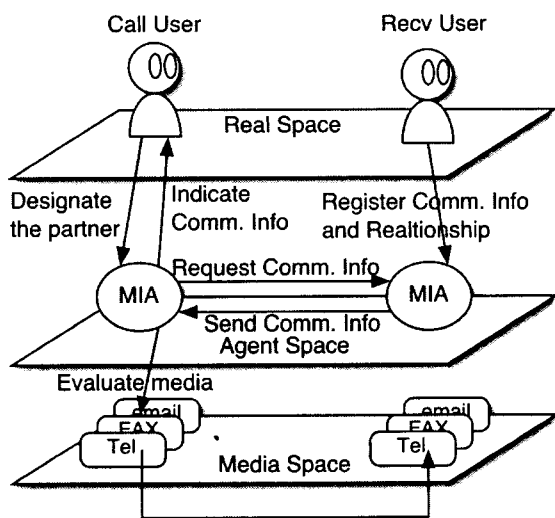 Call User
Recv User
Real Space
Designate
the partner
Indicate
Comm. Info
Register Comm. Info
and Realtionship
MIA
Request Comm. Info
MIA
Send Comm. Info
Agent Space
Evaluate media
email
FAX
Tel
email
FAX
Tel
Media Space